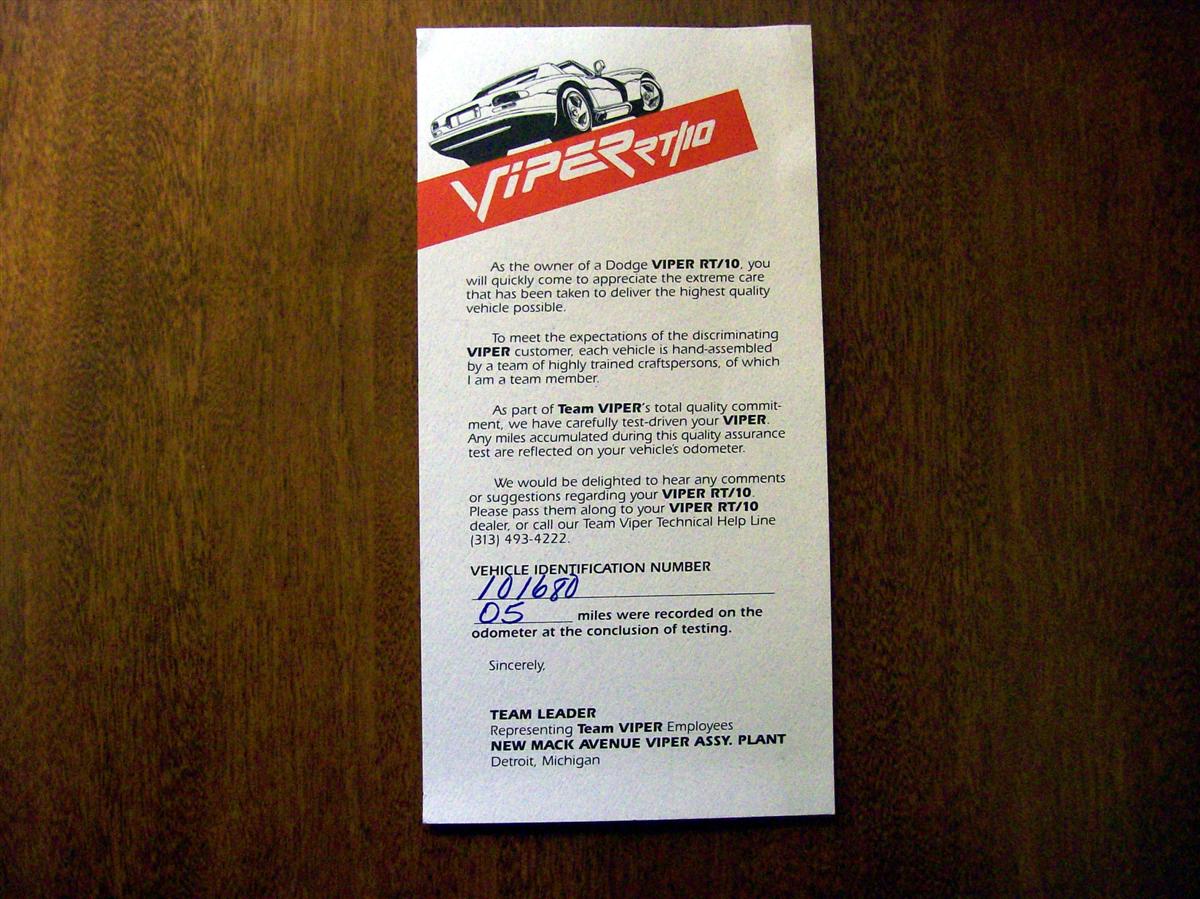 VIPER RT/10
As the owner of a Dodge VIPER RT/10, you
will quickly come to appreciate the extreme care
that has been taken to deliver the highest quality
vehicle possible.
To meet the expectations of the discriminating
VIPER customer, each vehicle is hand-assembled
by a team of highly trained craftspersons, of which
I am a team member.
As part of Team VIPER's total quality commit-
ment, we have carefully test-driven your VIPER.
Any miles accumulated during this quality assurance
test are reflected on your vehicle's odometer.
We would be delighted to hear any comments
or suggestions regarding your VIPER RT/10.
Please pass them along to your VIPER RT/10
dealer, or call our Team Viper Technical Help Line
(313) 493-4222.
VEHICLE IDENTIFICATION NUMBER
101680
05 miles were recorded on the
odometer at the conclusion of testing.
Sincerely,
TEAM LEADER
Representing Team VIPER Employees
NEW MACK AVENUE VIPER ASSY. PLANT
Detroit, Michigan